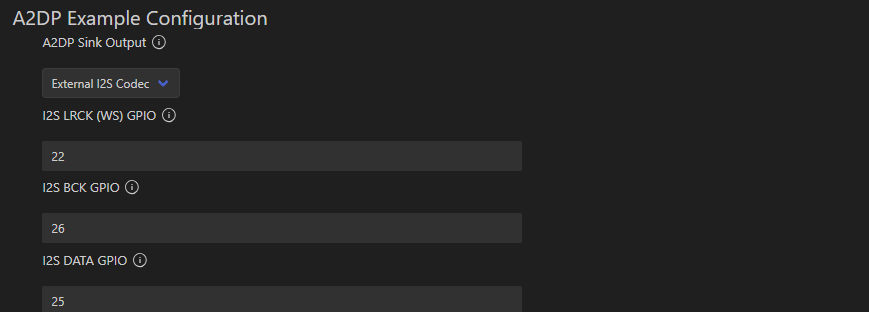 A2DP Example Configuration
A2DP Sink Output
External I2S Codec
I2S LRCK (WS) GPIO
22
I2S BCK GPIO
26
I2S DATA GPIO
25